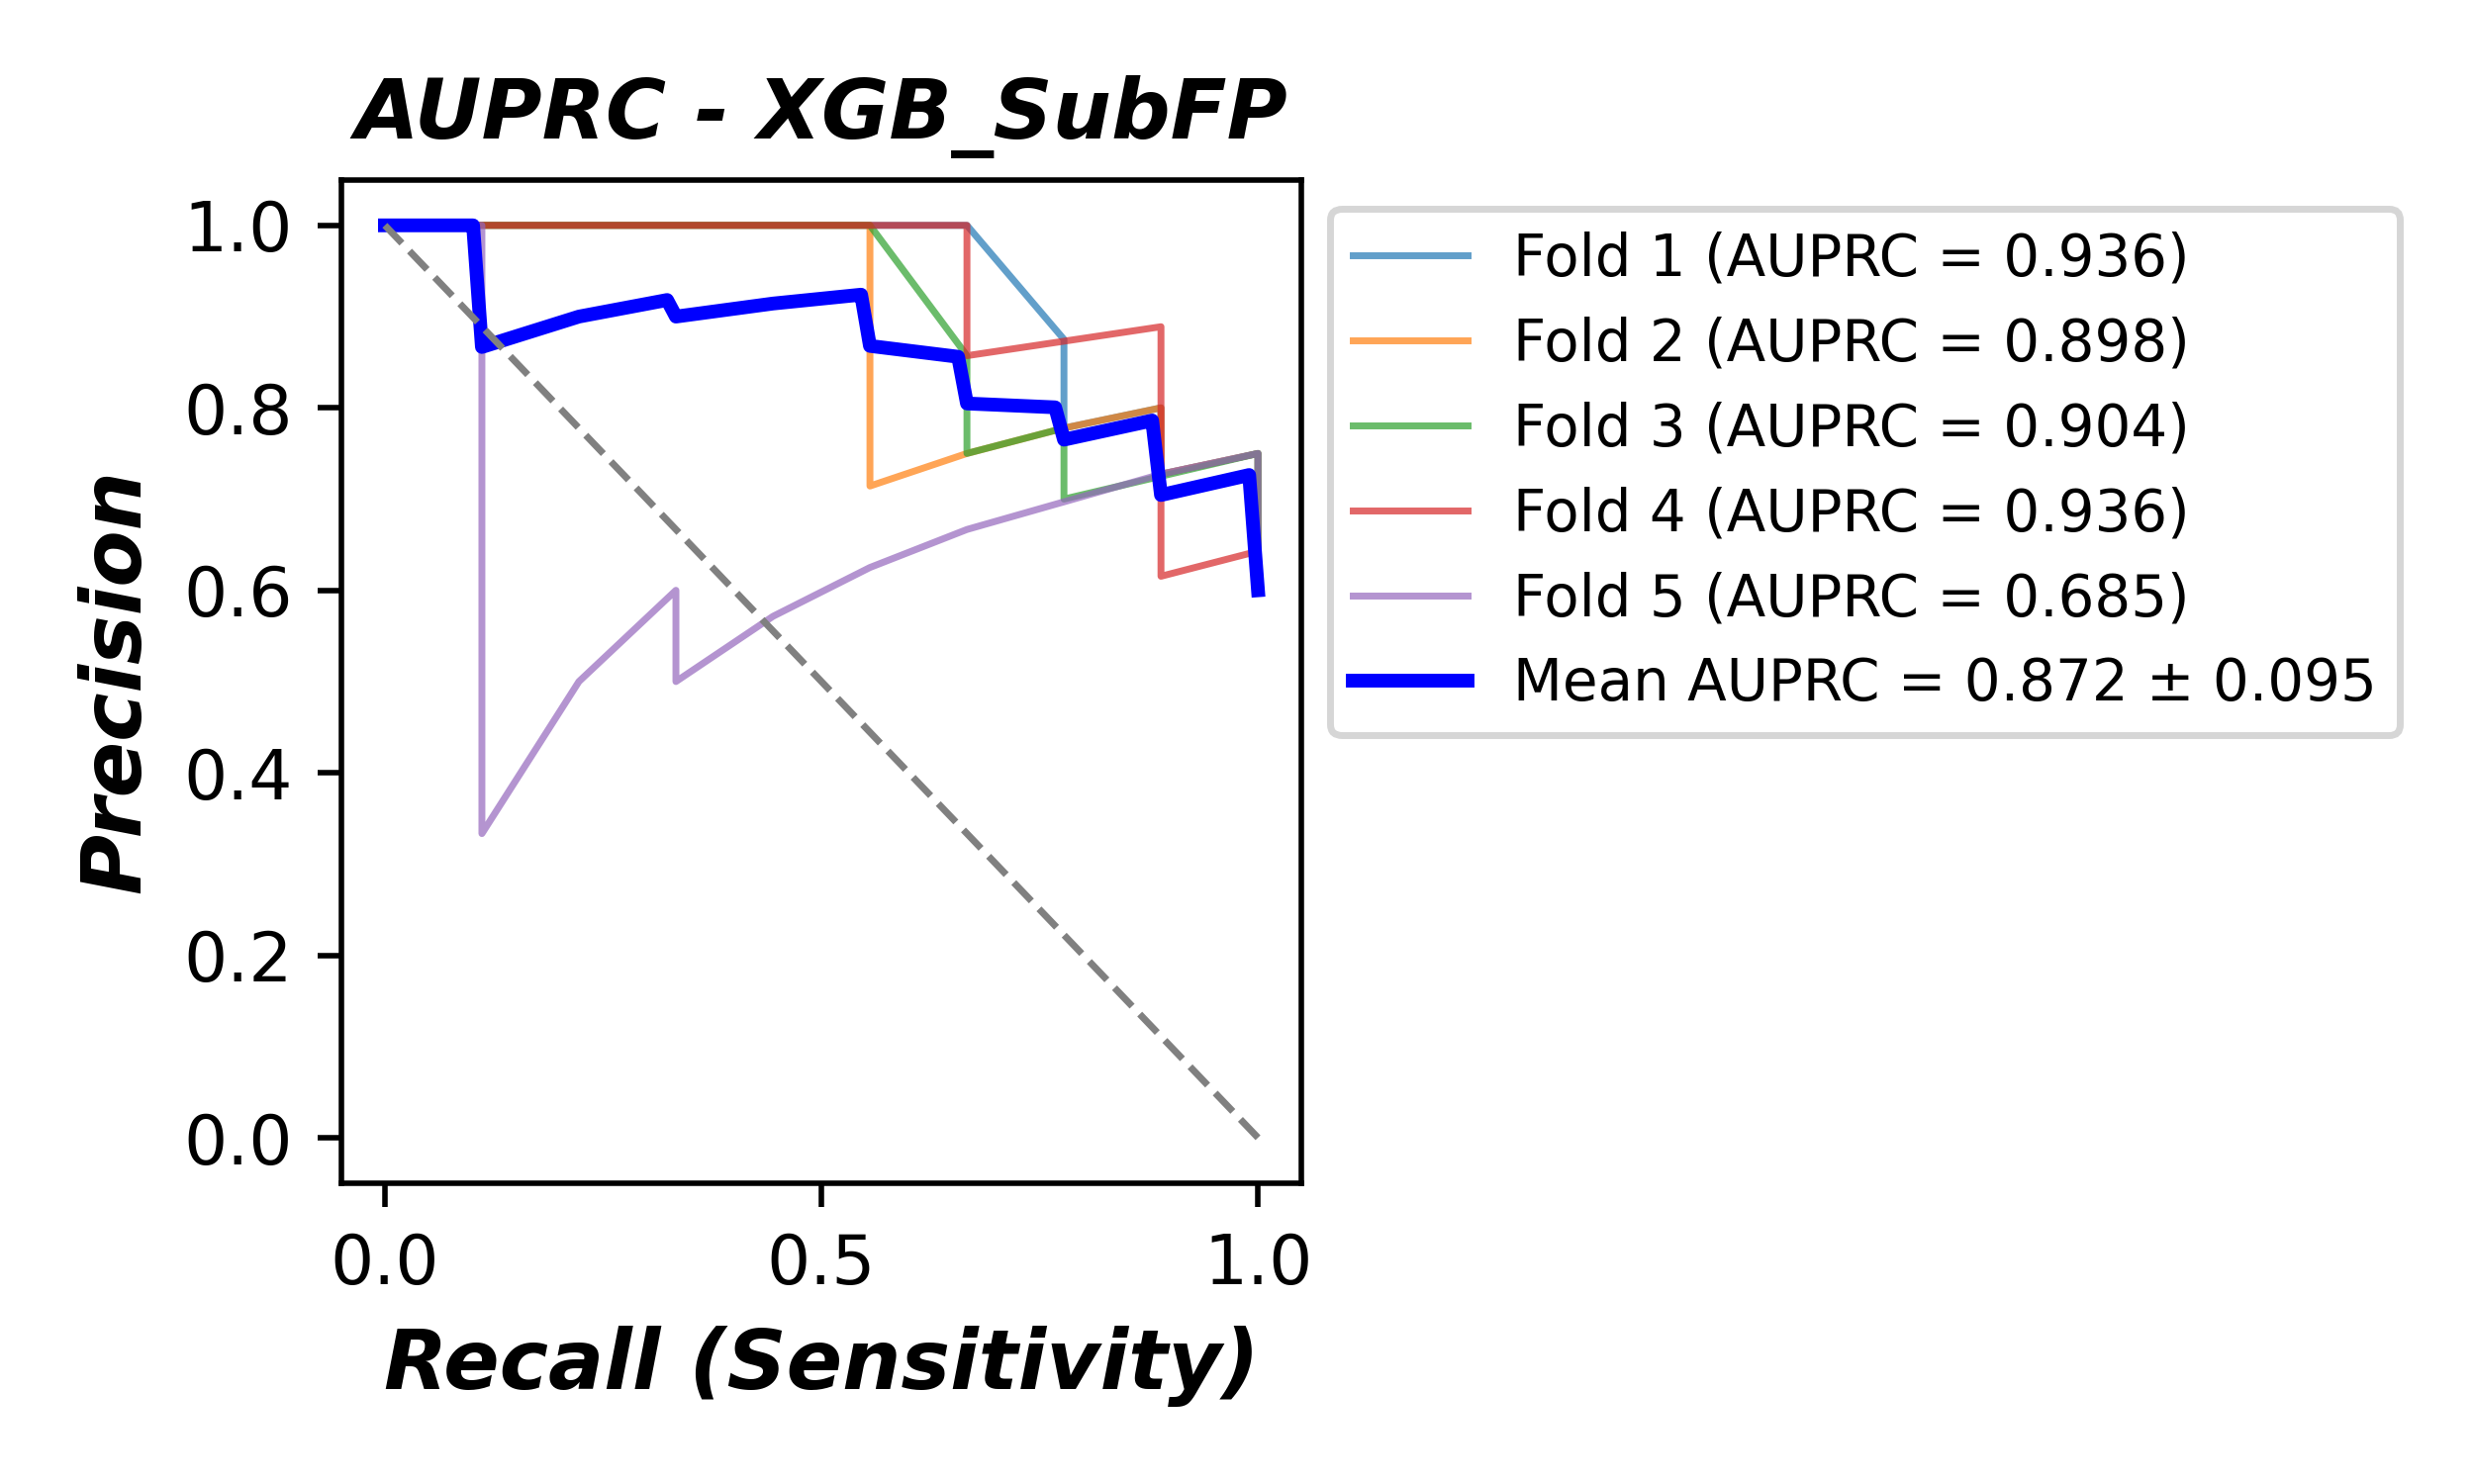 AUPRC - XGB_SubFP
Precision
1.0
0.8
0.6
0.4
0.2
0.0
0.0 0.5 1.0
Recall (Sensitivity)
Fold 1 (AUPRC = 0.936)
Fold 2 (AUPRC = 0.898)
Fold 3 (AUPRC = 0.904)
Fold 4 (AUPRC = 0.936)
Fold 5 (AUPRC = 0.685)
Mean AUPRC = 0.872 ± 0.095